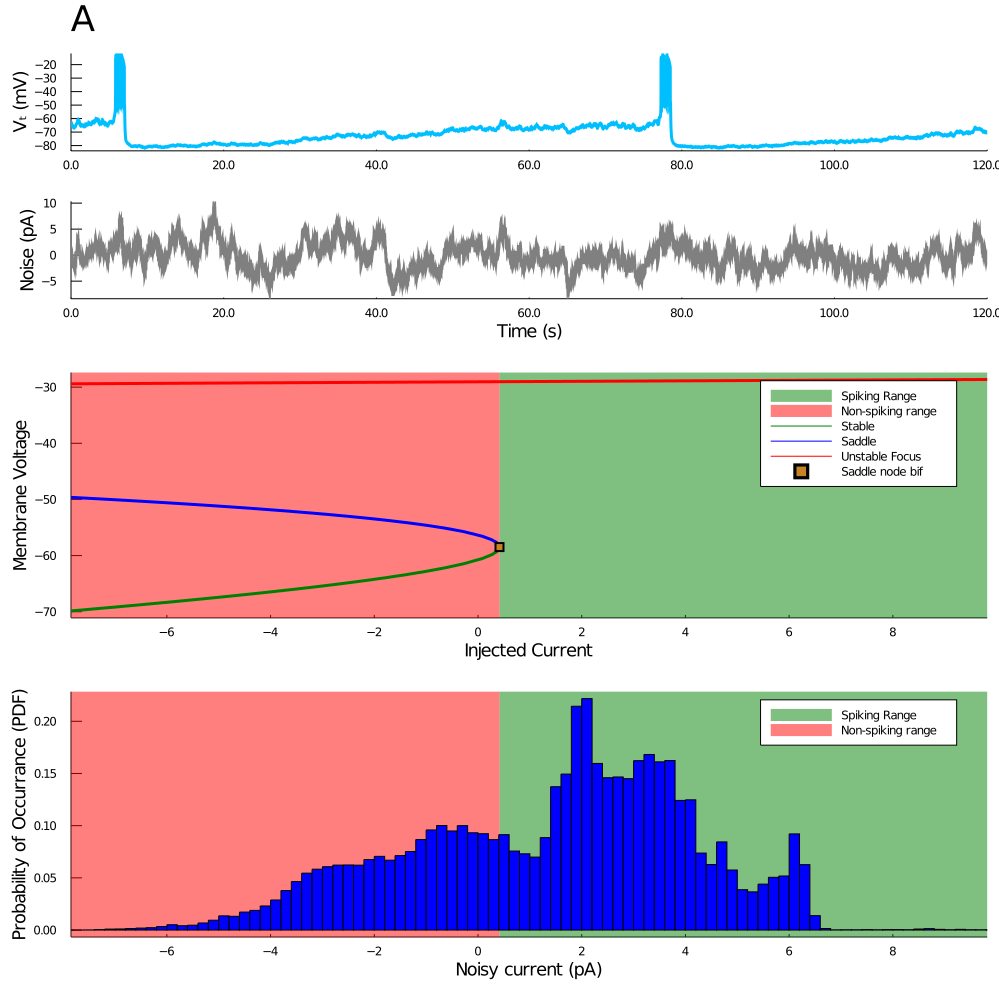 A
Vₜ (mV)
−20
−30
−40
−50
−60
−70
−80
0.0 20.0 40.0 60.0 80.0 100.0 120.0
Noise (pA)
10
5
0
−5
0.0 20.0 40.0 60.0 80.0 100.0 120.0
Time (s)
Membrane Voltage
−30
−40
−50
−60
−70
Spiking Range
Non-spiking range
Stable
Saddle
Unstable Focus
Saddle node bif
−6 −4 −2 0 2 4 6 8
Injected Current
Probability of Occurrance (PDF)
0.20
0.15
0.10
0.05
0.00
Spiking Range
Non-spiking range
−6 −4 −2 0 2 4 6 8
Noisy current (pA)